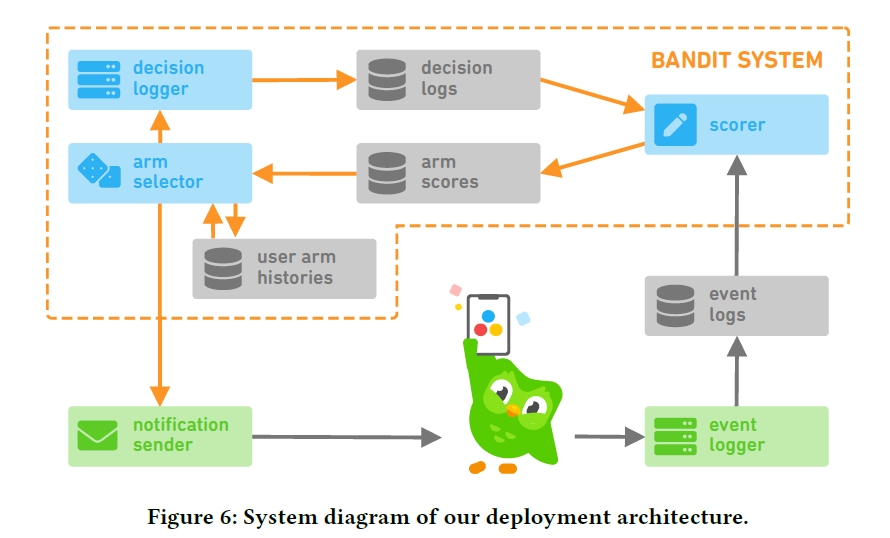 BANDIT SYSTEM
decision
logger
decision
logs
scorer
arm
selector
arm
scores
user arm
histories
event
logs
notification
sender
event
logger
Figure 6: System diagram of our deployment architecture.